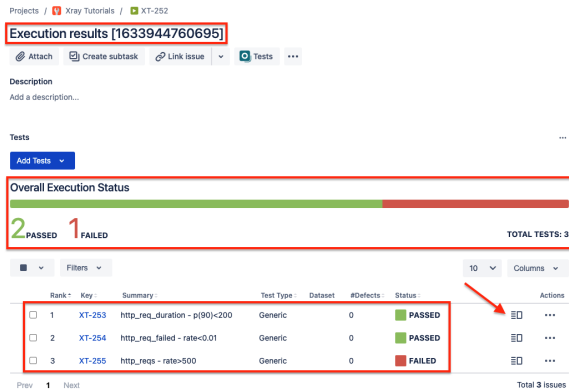 Projects / Xray Tutorials / XT-252
Execution results [1633944760695]
Attach Create subtask Link issue Tests
Description
Add a description...
Tests
Add Tests
Overall Execution Status
2 PASSED 1 FAILED TOTAL TESTS: 3
Filters 10 Columns
Rank Key Summary Test Type Dataset #Defects Status Actions
1 XT-253 http_req_duration - p(90)<200 Generic 0 PASSED
2 XT-254 http_req_failed - rate<0.01 Generic 0 PASSED
3 XT-255 http_reqs - rate>500 Generic 0 FAILED
Prev 1 Next Total 3 issues